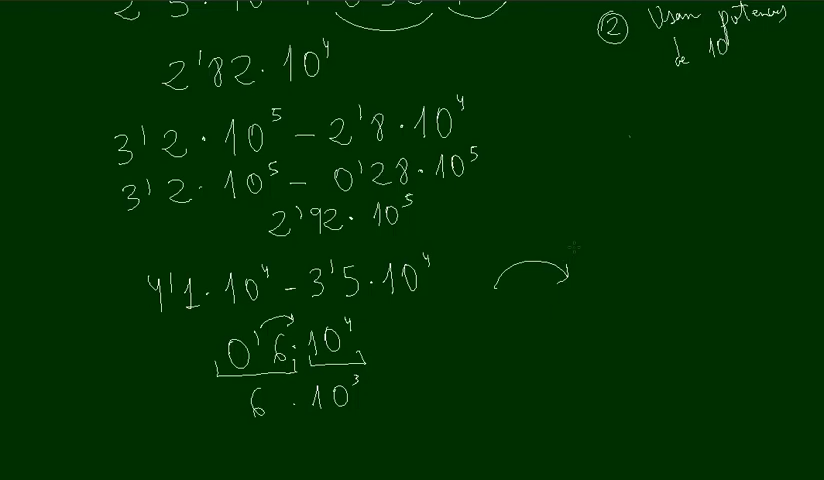 ② Usan potencias
de 10
2'82·10⁴
3'2·10⁵ – 2'8·10⁴
3'2·10⁵ – 0'28·10⁵
2'92·10⁵
4'1·10⁴ – 3'5·10⁴
0'6·10⁴
6·10³